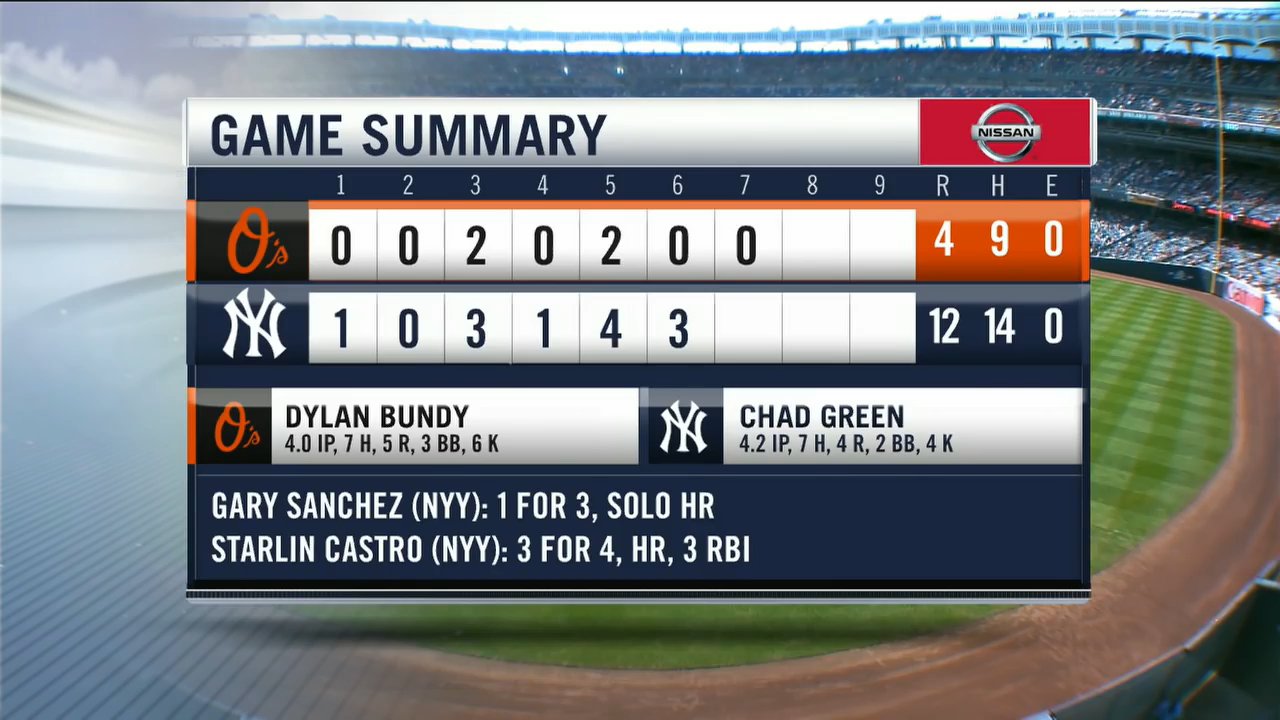 GAME SUMMARY NISSAN
1 2 3 4 5 6 7 8 9 R H E
O's 0 0 2 0 2 0 0 4 9 0
NY 1 0 3 1 4 3 12 14 0
O's DYLAN BUNDY
4.0 IP, 7 H, 5 R, 3 BB, 6 K
NY CHAD GREEN
4.2 IP, 7 H, 4 R, 2 BB, 4 K
GARY SANCHEZ (NYY): 1 FOR 3, SOLO HR
STARLIN CASTRO (NYY): 3 FOR 4, HR, 3 RBI